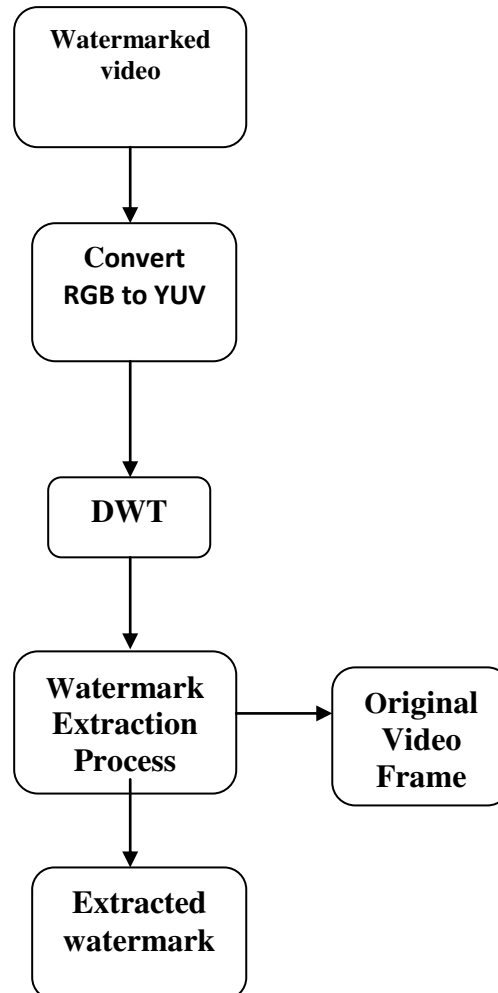 Watermarked
video
Convert
RGB to YUV
DWT
Watermark
Extraction
Process
Original
Video
Frame
Extracted
watermark